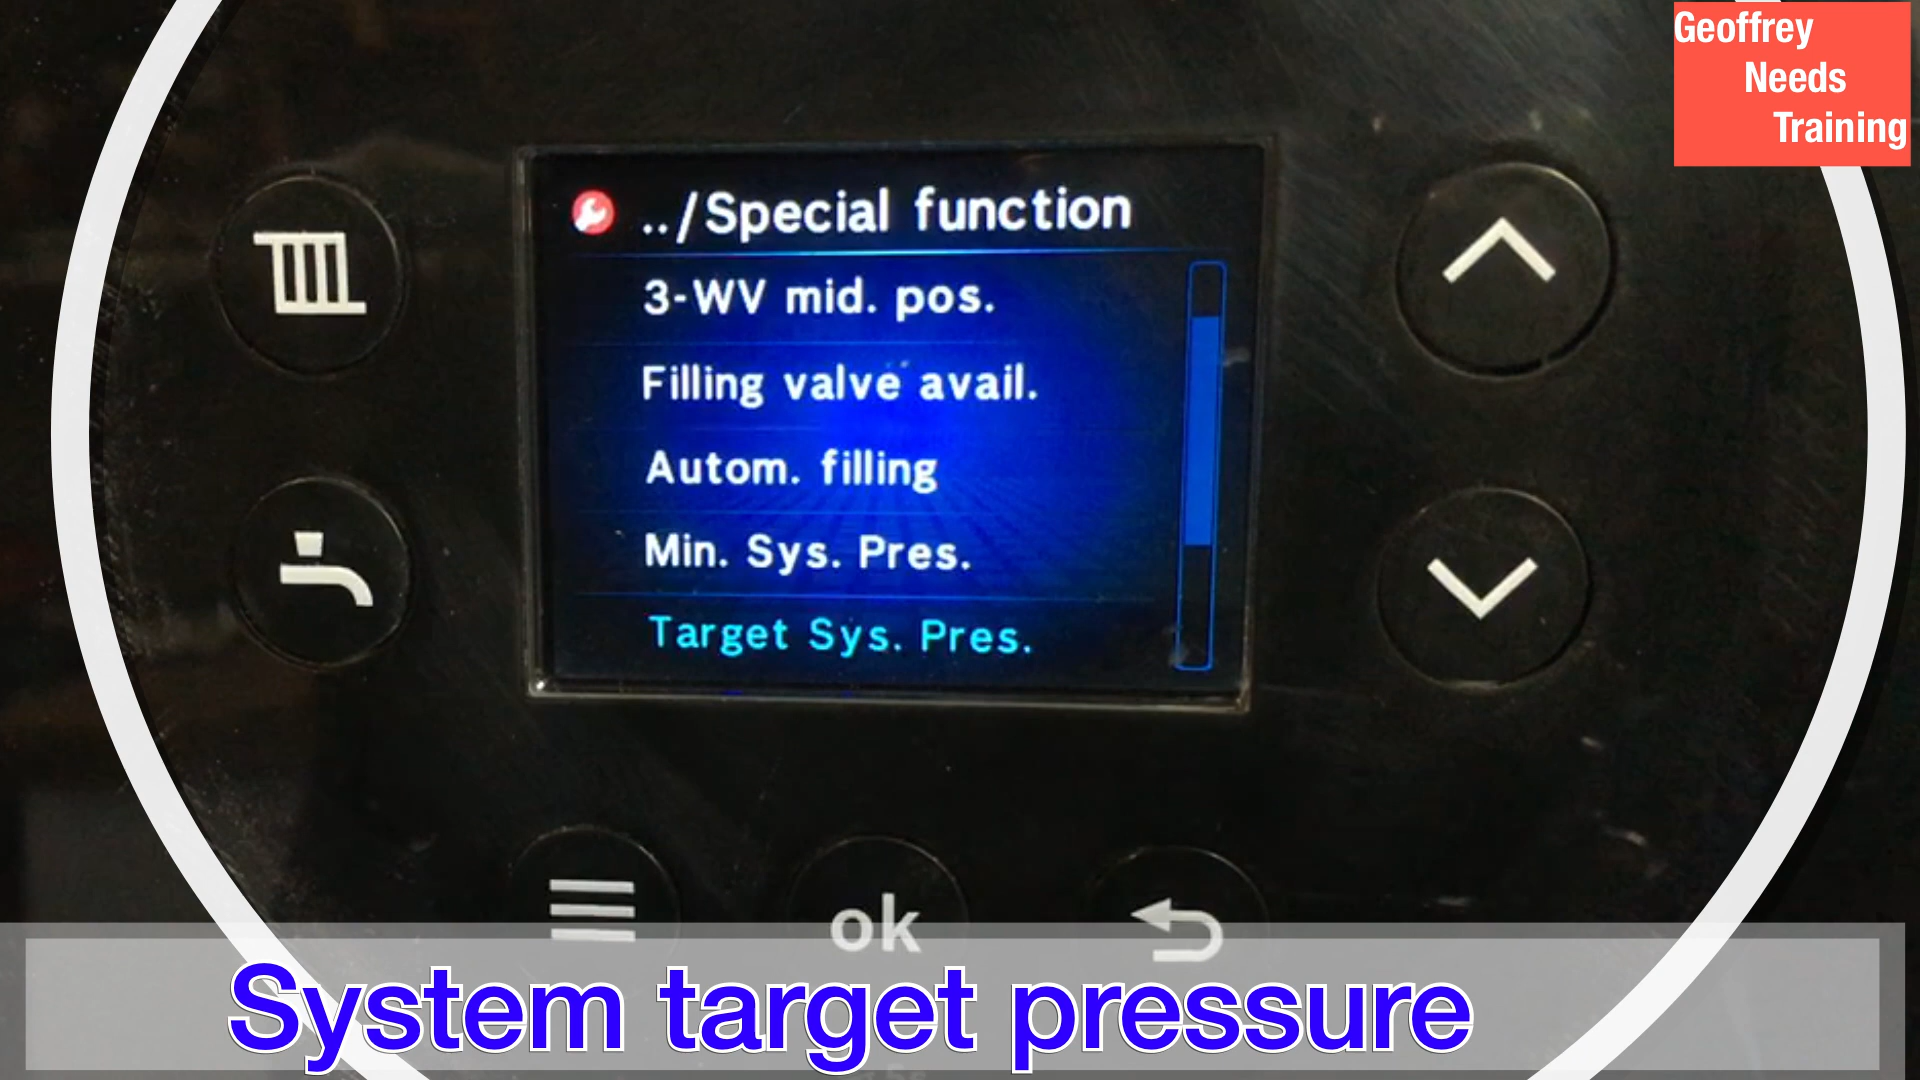 Geoffrey
Needs
Training
../Special function
3-WV mid. pos.
Filling valve avail.
Autom. filling
Min. Sys. Pres.
Target Sys. Pres.
ok
System target pressure